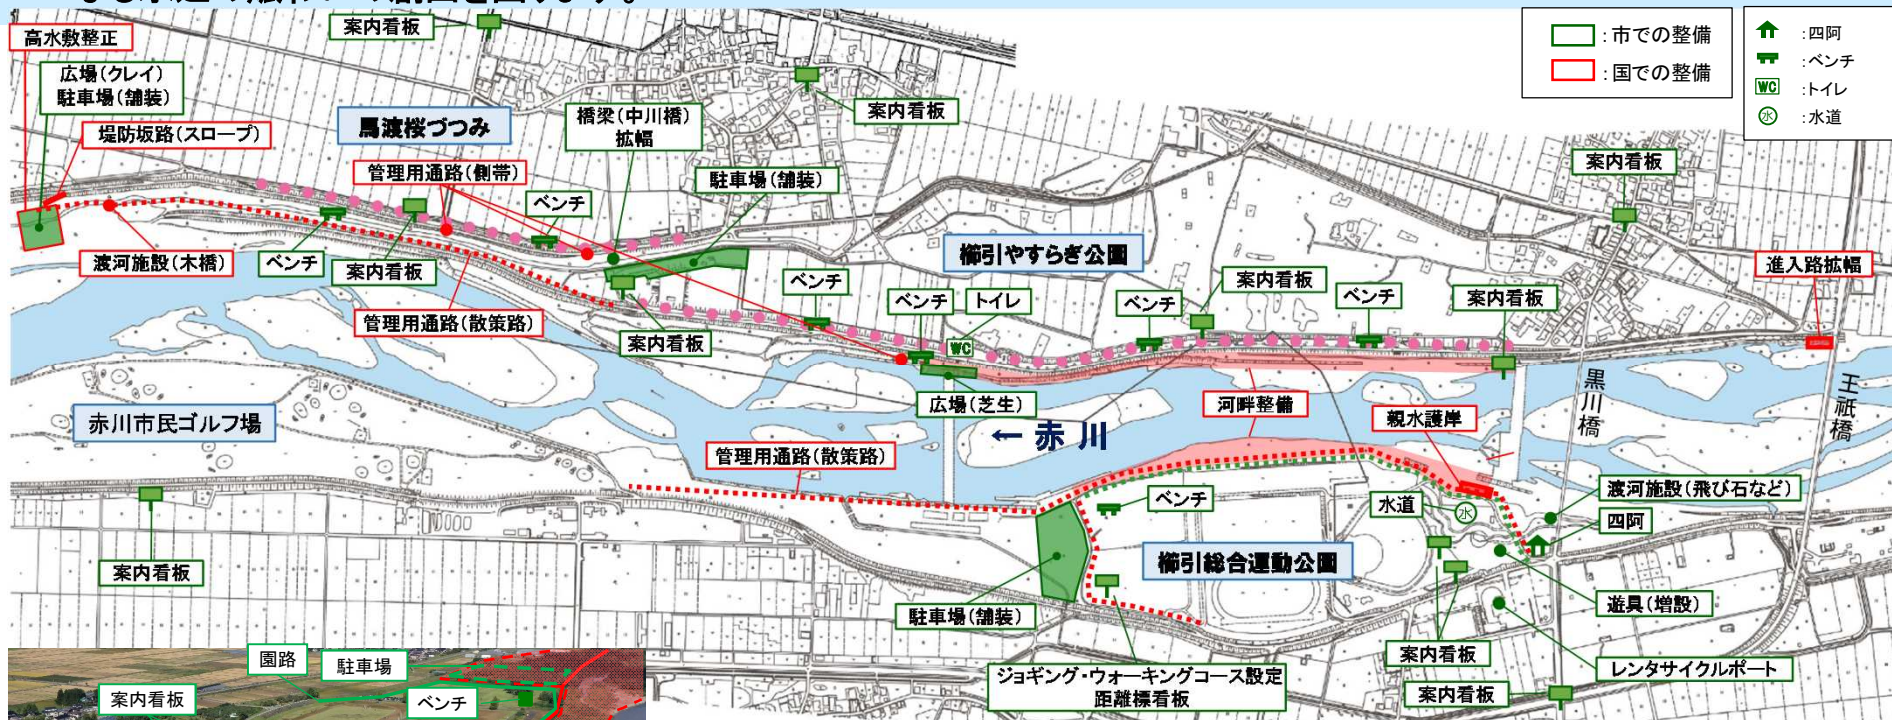 案内看板
高水敷整正
広場(クレイ)
駐車場(舗装)
堤防坂路(スロープ)
馬渡桜づつみ
橋梁(中川橋)
拡幅
案内看板
管理用通路(側帯)
駐車場(舗装)
ベンチ
案内看板
:市での整備
:国での整備
:四阿
:ベンチ
WC
:トイレ
水
:水道
渡河施設(木橋)
ベンチ
案内看板
管理用通路(散策路)
案内看板
櫛引やすらぎ公園
ベンチ
ベンチ
トイレ
WC
ベンチ
案内看板
ベンチ
案内看板
進入路拡幅
広場(芝生)
河畔整備
親水護岸
黒川橋
王祇橋
赤川市民ゴルフ場
← 赤 川
管理用通路(散策路)
ベンチ
水道
水
渡河施設(飛び石など)
四阿
案内看板
櫛引総合運動公園
駐車場(舗装)
遊具(増設)
ジョギング・ウォーキングコース設定
距離標看板
案内看板
レンタサイクルポート
案内看板
園路
駐車場
案内看板
ベンチ